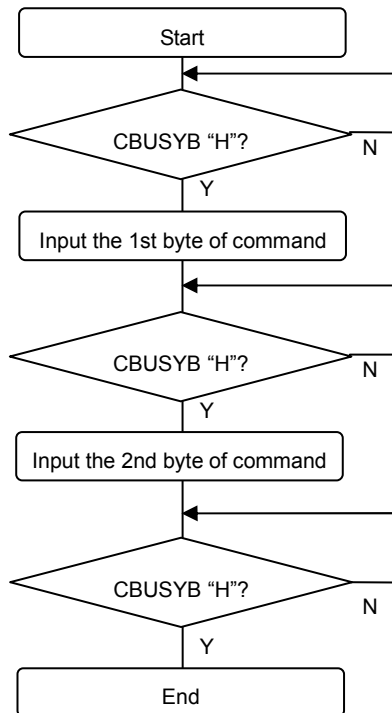 Start
CBUSYB “H”?
N
Y
Input the 1st byte of command
CBUSYB “H”?
N
Y
Input the 2nd byte of command
CBUSYB “H”?
N
Y
End